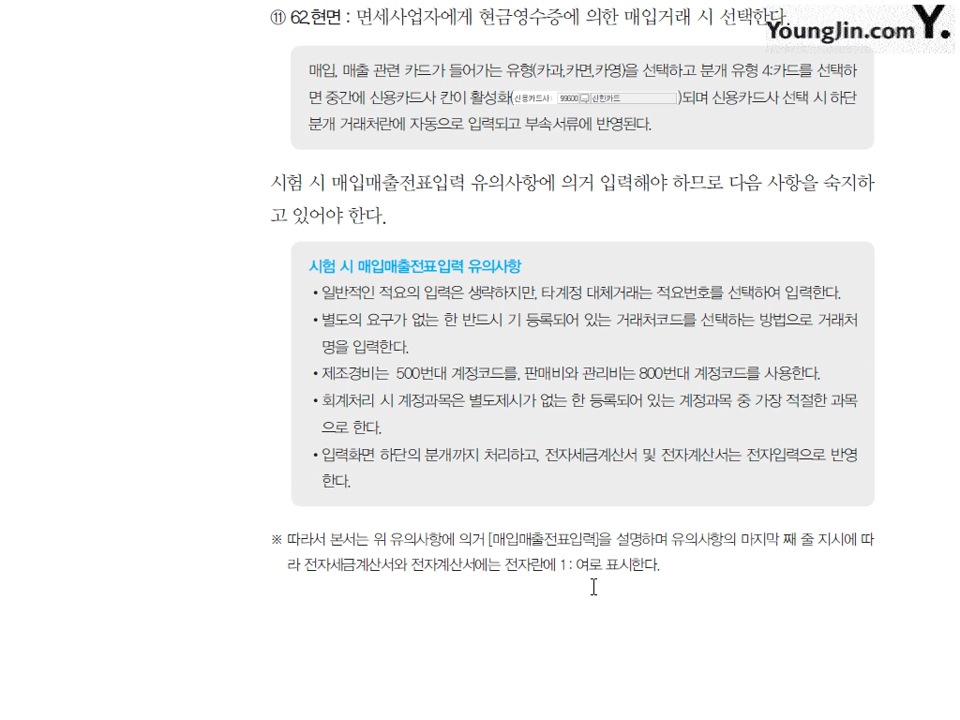 ⑪ 62.현면 : 면세사업자에게 현금영수증에 의한 매입거래 시 선택한다.
YoungJin.com Y.
매입, 매출 관련 카드가 들어가는 유형(카과,카면,카영)을 선택하고 분개 유형 4:카드를 선택하
면 중간에 신용카드사 칸이 활성화(신용카드사: 99600 신한카드 )되며 신용카드사 선택 시 하단
분개 거래처란에 자동으로 입력되고 부속서류에 반영된다.
시험 시 매입매출전표입력 유의사항에 의거 입력해야 하므로 다음 사항을 숙지하
고 있어야 한다.
시험 시 매입매출전표입력 유의사항
• 일반적인 적요의 입력은 생략하지만, 타계정 대체거래는 적요번호를 선택하여 입력한다.
• 별도의 요구가 없는 한 반드시 기 등록되어 있는 거래처코드를 선택하는 방법으로 거래처
명을 입력한다.
• 제조경비는 500번대 계정코드를, 판매비와 관리비는 800번대 계정코드를 사용한다.
• 회계처리 시 계정과목은 별도제시가 없는 한 등록되어 있는 계정과목 중 가장 적절한 과목
으로 한다.
• 입력화면 하단의 분개까지 처리하고, 전자세금계산서 및 전자계산서는 전자입력으로 반영
한다.
※ 따라서 본서는 위 유의사항에 의거 [매입매출전표입력]을 설명하며 유의사항의 마지막 째 줄 지시에 따
라 전자세금계산서와 전자계산서에는 전자란에 1 : 여로 표시한다.